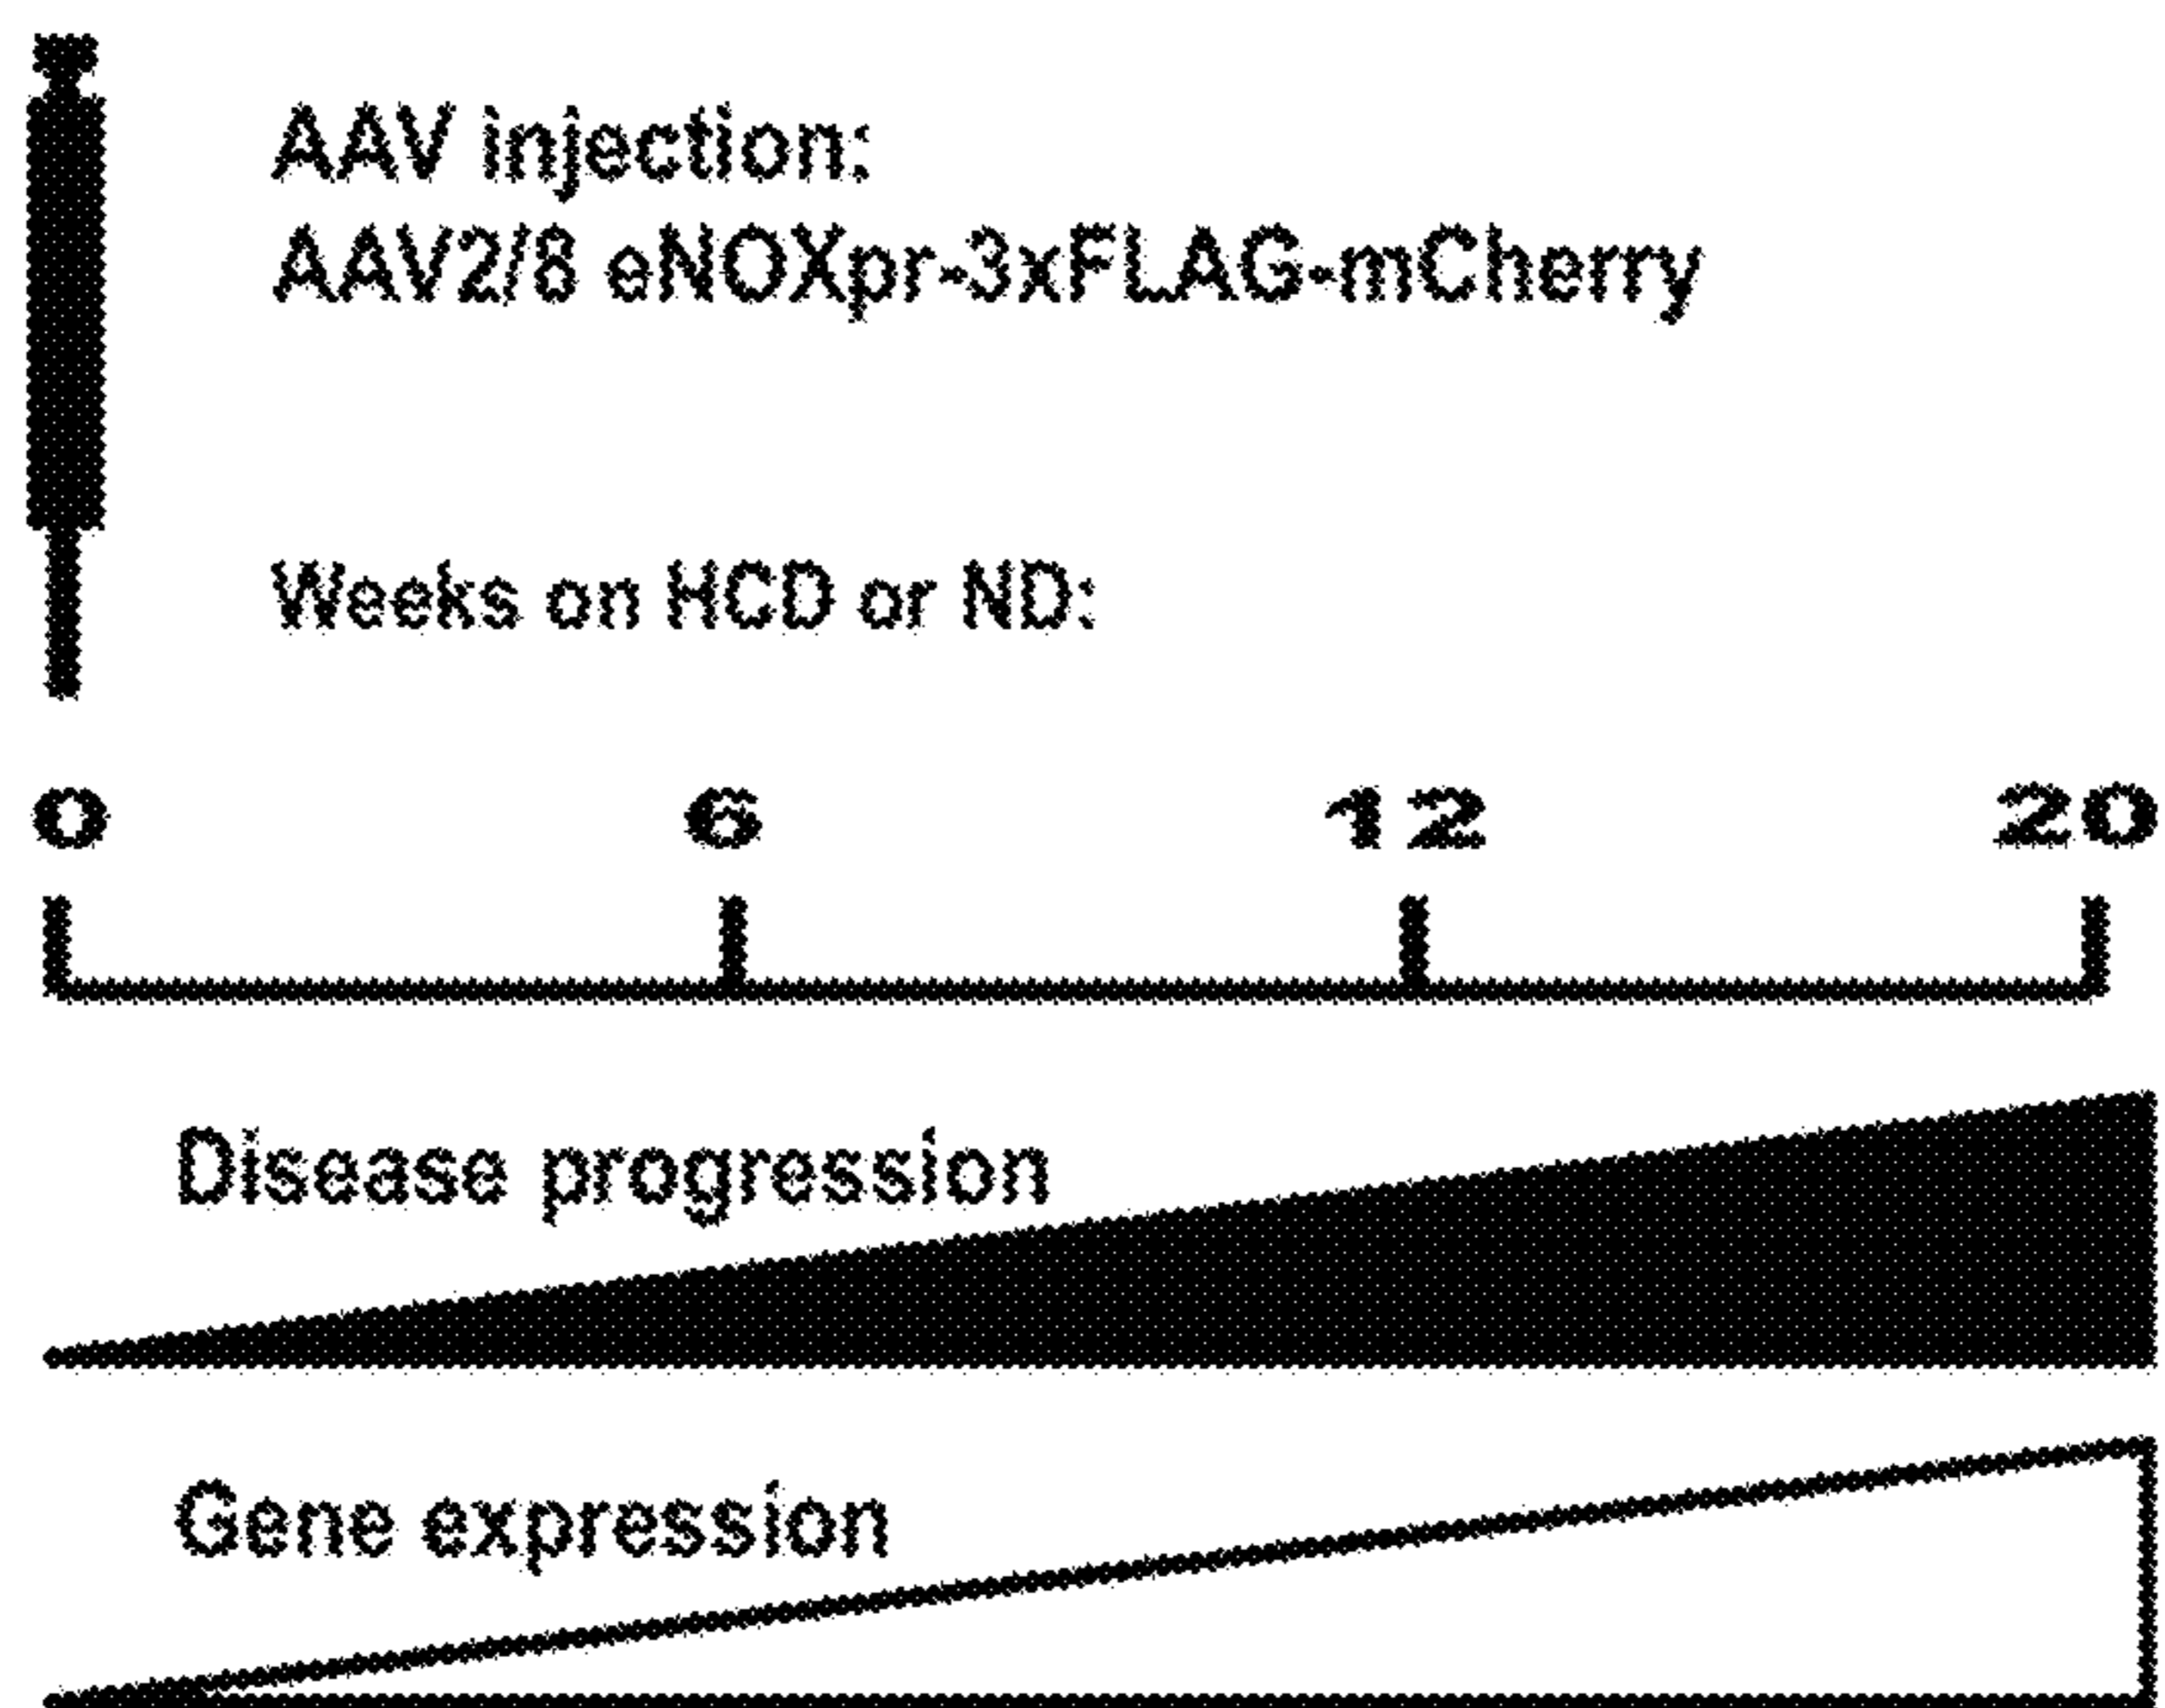 AAV injection:
AAV2/8 eNOXpr-3xFLAG-mCherry
Weeks on HCD or ND:
0 6 12 20
Disease progression
Gene expression